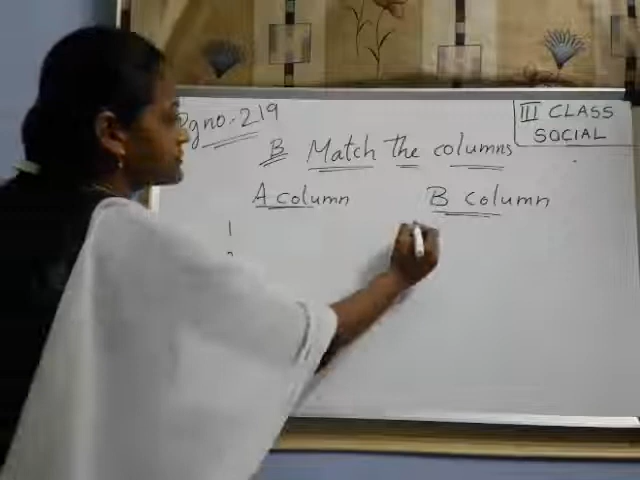 Pg no. 219
III CLASS
SOCIAL
B Match the columns
A column
B column
1